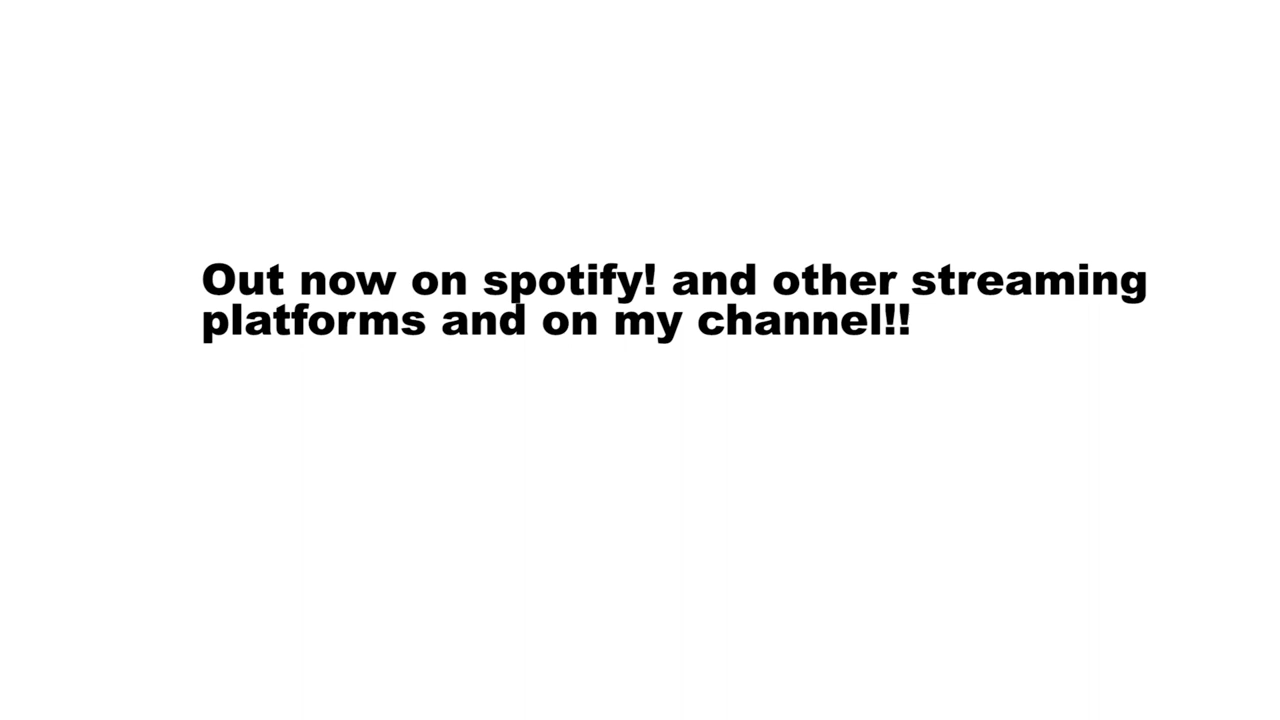 Out now on spotify! and other streaming
platforms and on my channel!!